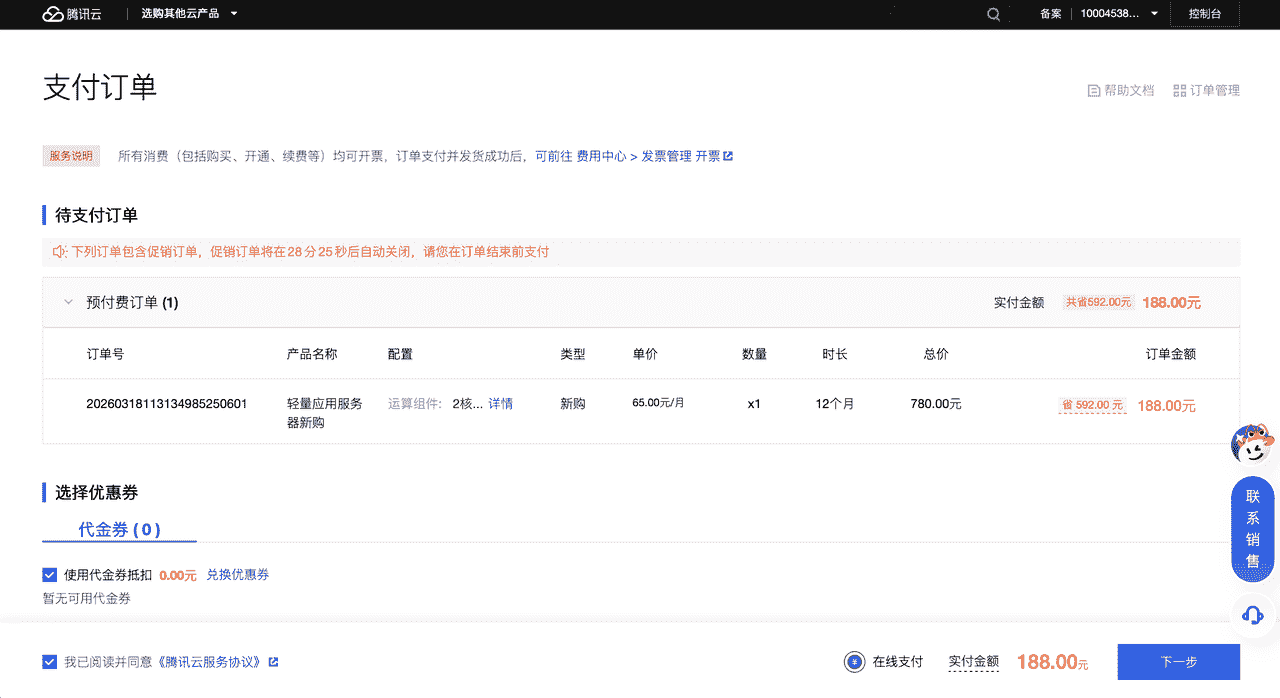 腾讯云 选购其他云产品 备案 10004538... 控制台
支付订单
帮助文档 订单管理
服务说明 所有消费（包括购买、开通、续费等）均可开票，订单支付并发货成功后，可前往 费用中心 > 发票管理 开票
待支付订单
下列订单包含促销订单，促销订单将在28分25秒后自动关闭，请您在订单结束前支付
预付费订单 (1) 实付金额 共省592.00元 188.00元
订单号 产品名称 配置 类型 单价 数量 时长 总价 订单金额
20260318113134985250601 轻量应用服务 运算组件: 2核... 详情 新购 65.00元/月 x1 12个月 780.00元 省 592.00 元 188.00元
器新购
选择优惠券
代金券 ( 0 )
使用代金券抵扣 0.00元 兑换优惠券
暂无可用代金券
联
系
销
售
我已阅读并同意《腾讯云服务协议》 在线支付 实付金额 188.00元 下一步